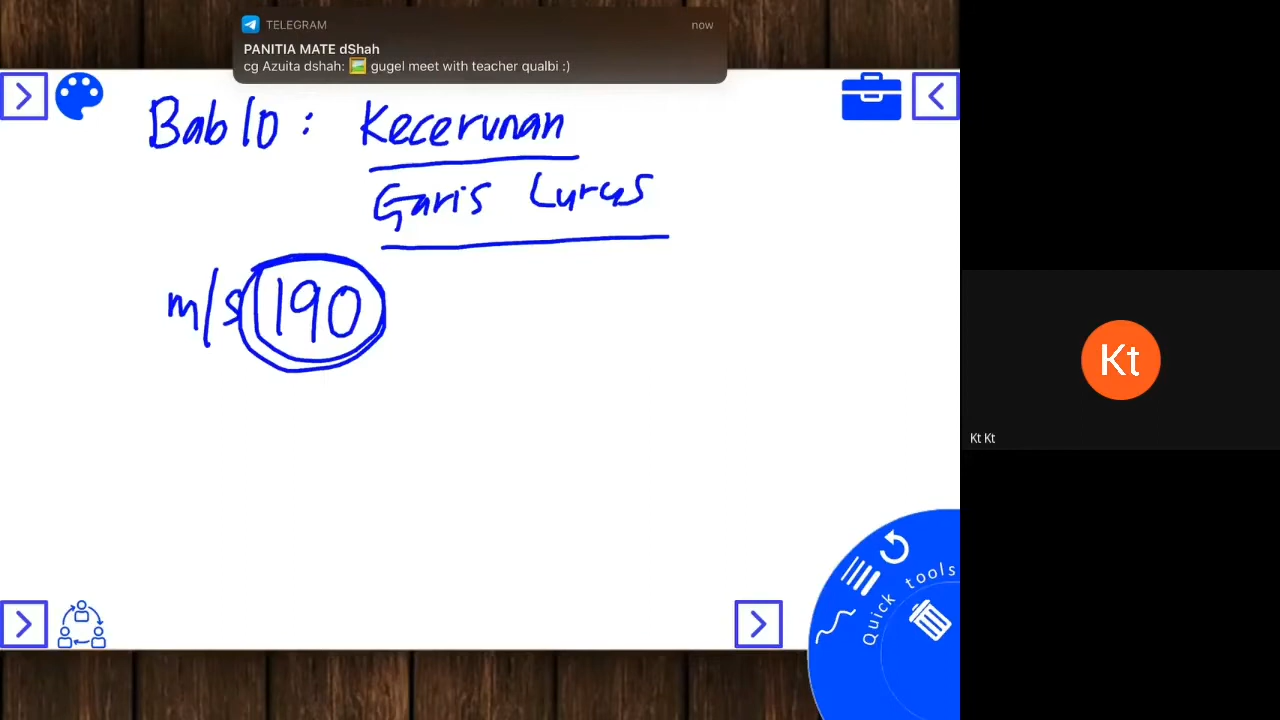 TELEGRAM now
PANITIA MATE dShah
cg Azuita dshah: 🖼️ gugel meet with teacher qualbi :)
Bab 10 : Kecerunan
Garis Lurus
m/s 190
Kt
Kt Kt
Quick tools